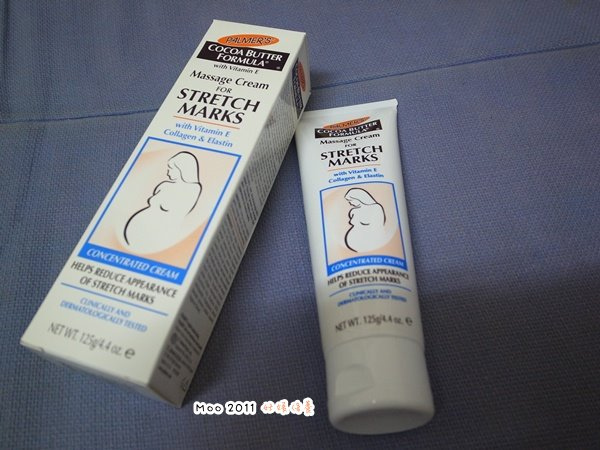 PALMER'S
COCOA BUTTER
FORMULA®
with Vitamin E
Massage Cream
FOR
STRETCH
MARKS
with Vitamin E
Collagen & Elastin
CONCENTRATED CREAM
HELPS REDUCE APPEARANCE
OF STRETCH MARKS
CLINICALLY AND
DERMATOLOGICALLY TESTED
NET WT. 125g/4.4 oz. e
PALMER'S
COCOA BUTTER
FORMULA®
Massage Cream
FOR
STRETCH
MARKS
with Vitamin E
Collagen & Elastin
CONCENTRATED CREAM
HELPS REDUCE APPEARANCE
OF STRETCH MARKS
CLINICALLY AND
DERMATOLOGICALLY TESTED
NET WT. 125g/4.4 oz. e
Moo 2011